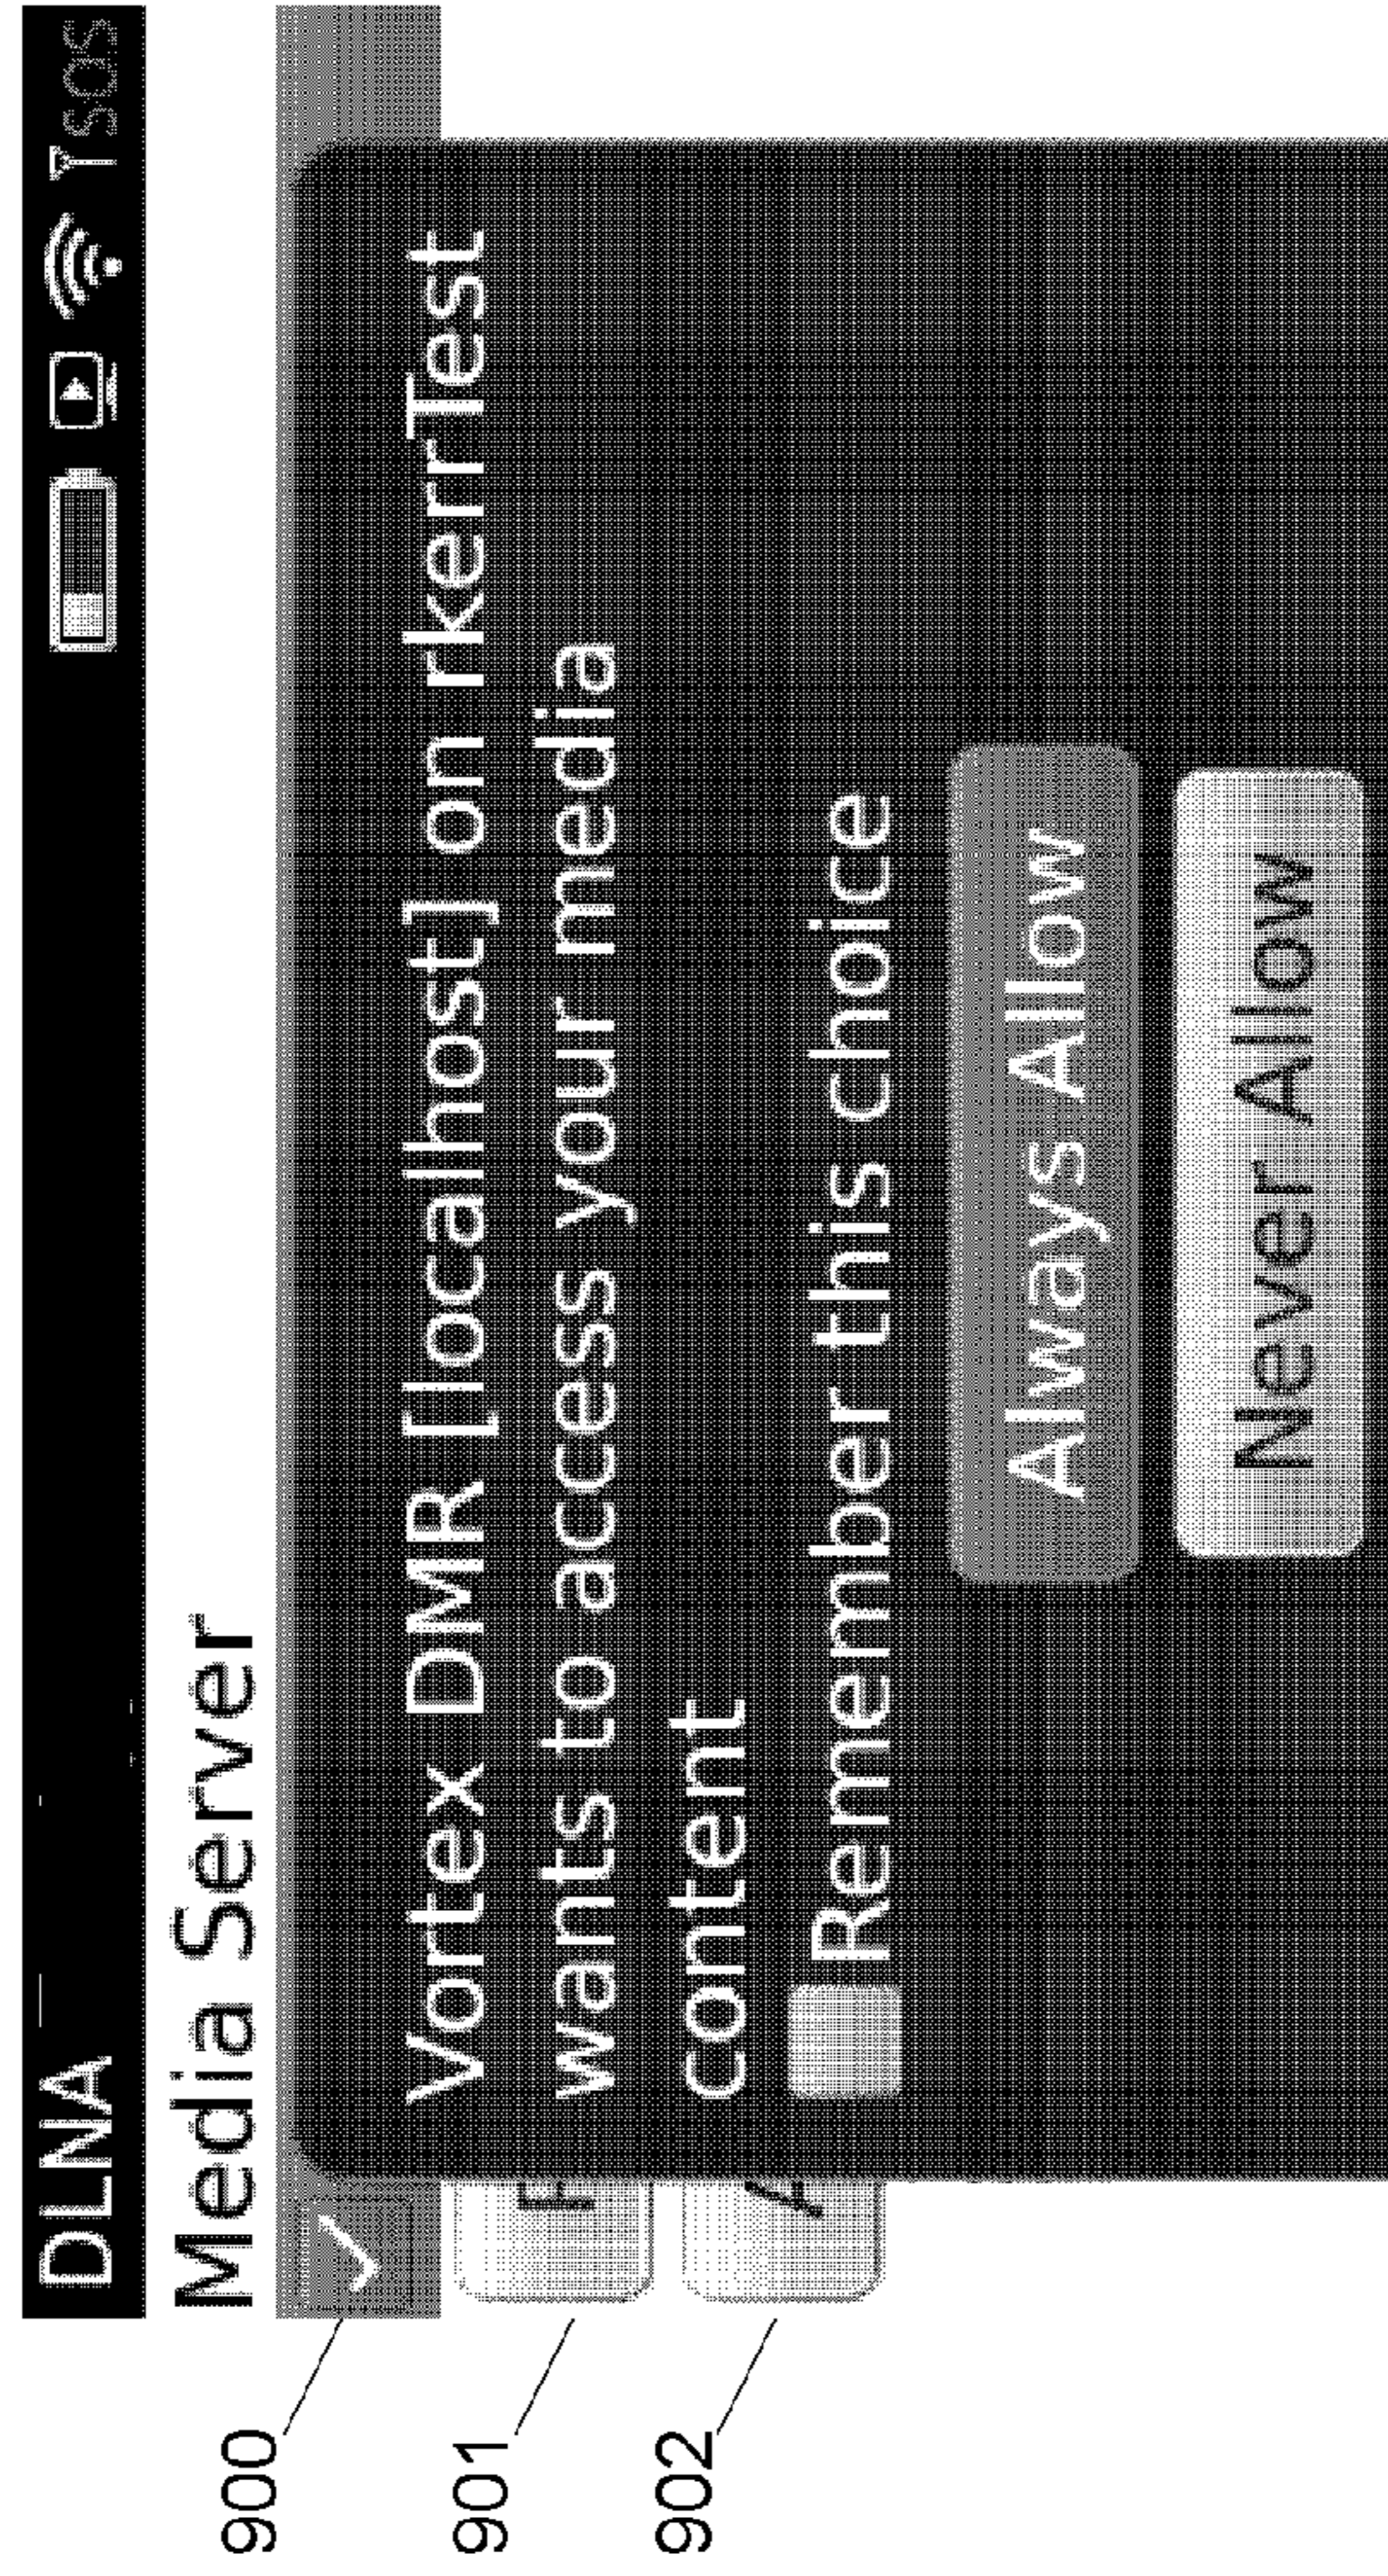 DLNA
SOS
Media Server
Vortex DMR [localhost] on rkerrTest
wants to access your media
content
Remember this choice
Always Allow
Never Allow
900
901
902